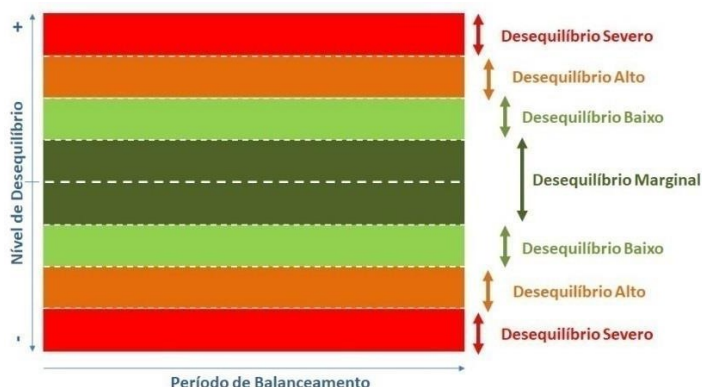 +
Nível de Desequilíbrio
-
Desequilíbrio Severo
Desequilíbrio Alto
Desequilíbrio Baixo
Desequilíbrio Marginal
Desequilíbrio Baixo
Desequilíbrio Alto
Desequilíbrio Severo
Período de Balanceamento